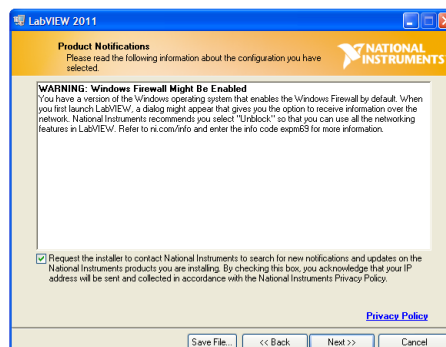 LabVIEW 2011
Product Notifications
Please read the following information about the configuration you have
selected.
NATIONAL
INSTRUMENTS
WARNING: Windows Firewall Might Be Enabled
You have a version of the Windows operating system that enables the Windows Firewall by default. When
you first launch LabVIEW, a dialog might appear that gives you the option to receive information over the
network. National Instruments recommends you select "Unblock" so that you can use all the networking
features in LabVIEW. Refer to ni.com/info and enter the info code expm69 for more information.
Request the installer to contact National Instruments to search for new notifications and updates on the
National Instruments products you are installing. By checking this box, you acknowledge that your IP
address will be sent and collected in accordance with the National Instruments Privacy Policy.
Privacy Policy
Save File... << Back Next >> Cancel